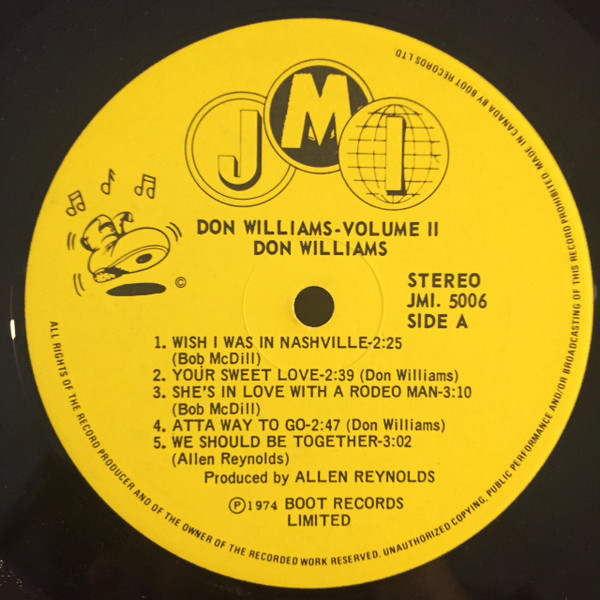 JMI
DON WILLIAMS-VOLUME II
DON WILLIAMS
©
STEREO
JMI. 5006
SIDE A
1. WISH I WAS IN NASHVILLE-2:25
(Bob McDill)
2. YOUR SWEET LOVE-2:39 (Don Williams)
3. SHE'S IN LOVE WITH A RODEO MAN-3:10
(Bob McDill)
4. ATTA WAY TO GO-2:47 (Don Williams)
5. WE SHOULD BE TOGETHER-3:02
(Allen Reynolds)
Produced by ALLEN REYNOLDS
℗1974 BOOT RECORDS
LIMITED
ALL RIGHTS OF THE RECORD PRODUCER AND OF THE OWNER OF THE RECORDED WORK RESERVED. UNAUTHORIZED COPYING, PUBLIC PERFORMANCE AND/OR BROADCASTING OF THIS RECORD PROHIBITED MADE IN CANADA BY BOOT RECORDS LTD.